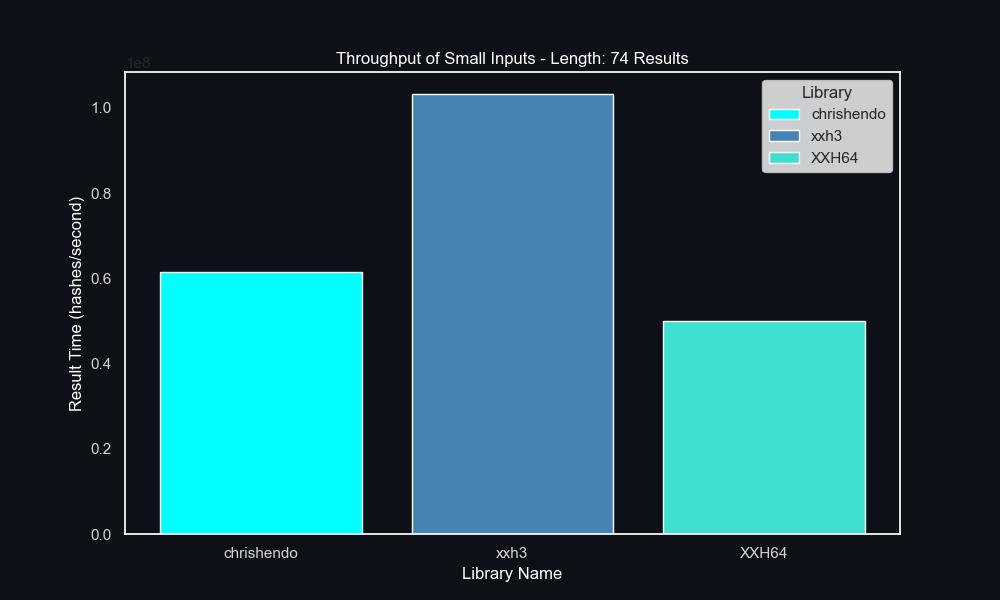 Throughput of Small Inputs - Length: 74 Results
1e8
Library
chrishendo
xxh3
XXH64
1.0
0.8
0.6
0.4
0.2
0.0
Result Time (hashes/second)
chrishendo
xxh3
XXH64
Library Name